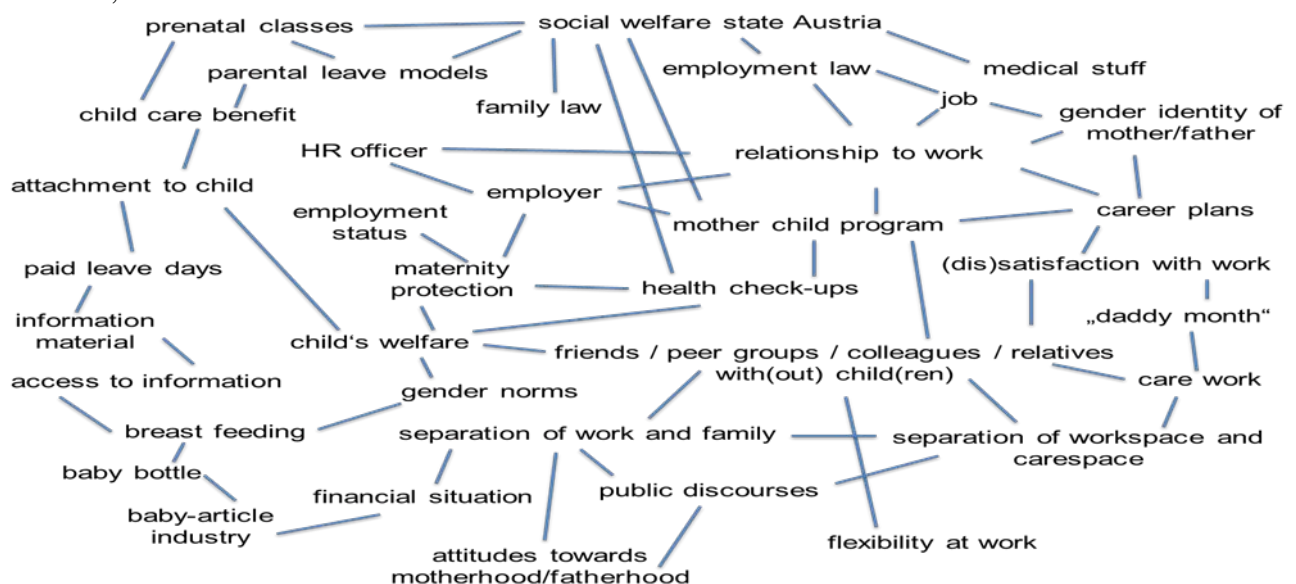 prenatal classes
social welfare state Austria
parental leave models
employment law
medical stuff
child care benefit
family law
job
gender identity of
mother/father
HR officer
relationship to work
attachment to child
employer
employment
status
mother child program
career plans
paid leave days
maternity
protection
health check-ups
(dis)satisfaction with work
information
material
child's welfare
„daddy month“
friends / peer groups / colleagues / relatives
with(out) child(ren)
access to information
gender norms
care work
breast feeding
separation of work and family
separation of workspace and
carespace
baby bottle
financial situation
public discourses
baby-article
industry
attitudes towards
motherhood/fatherhood
flexibility at work